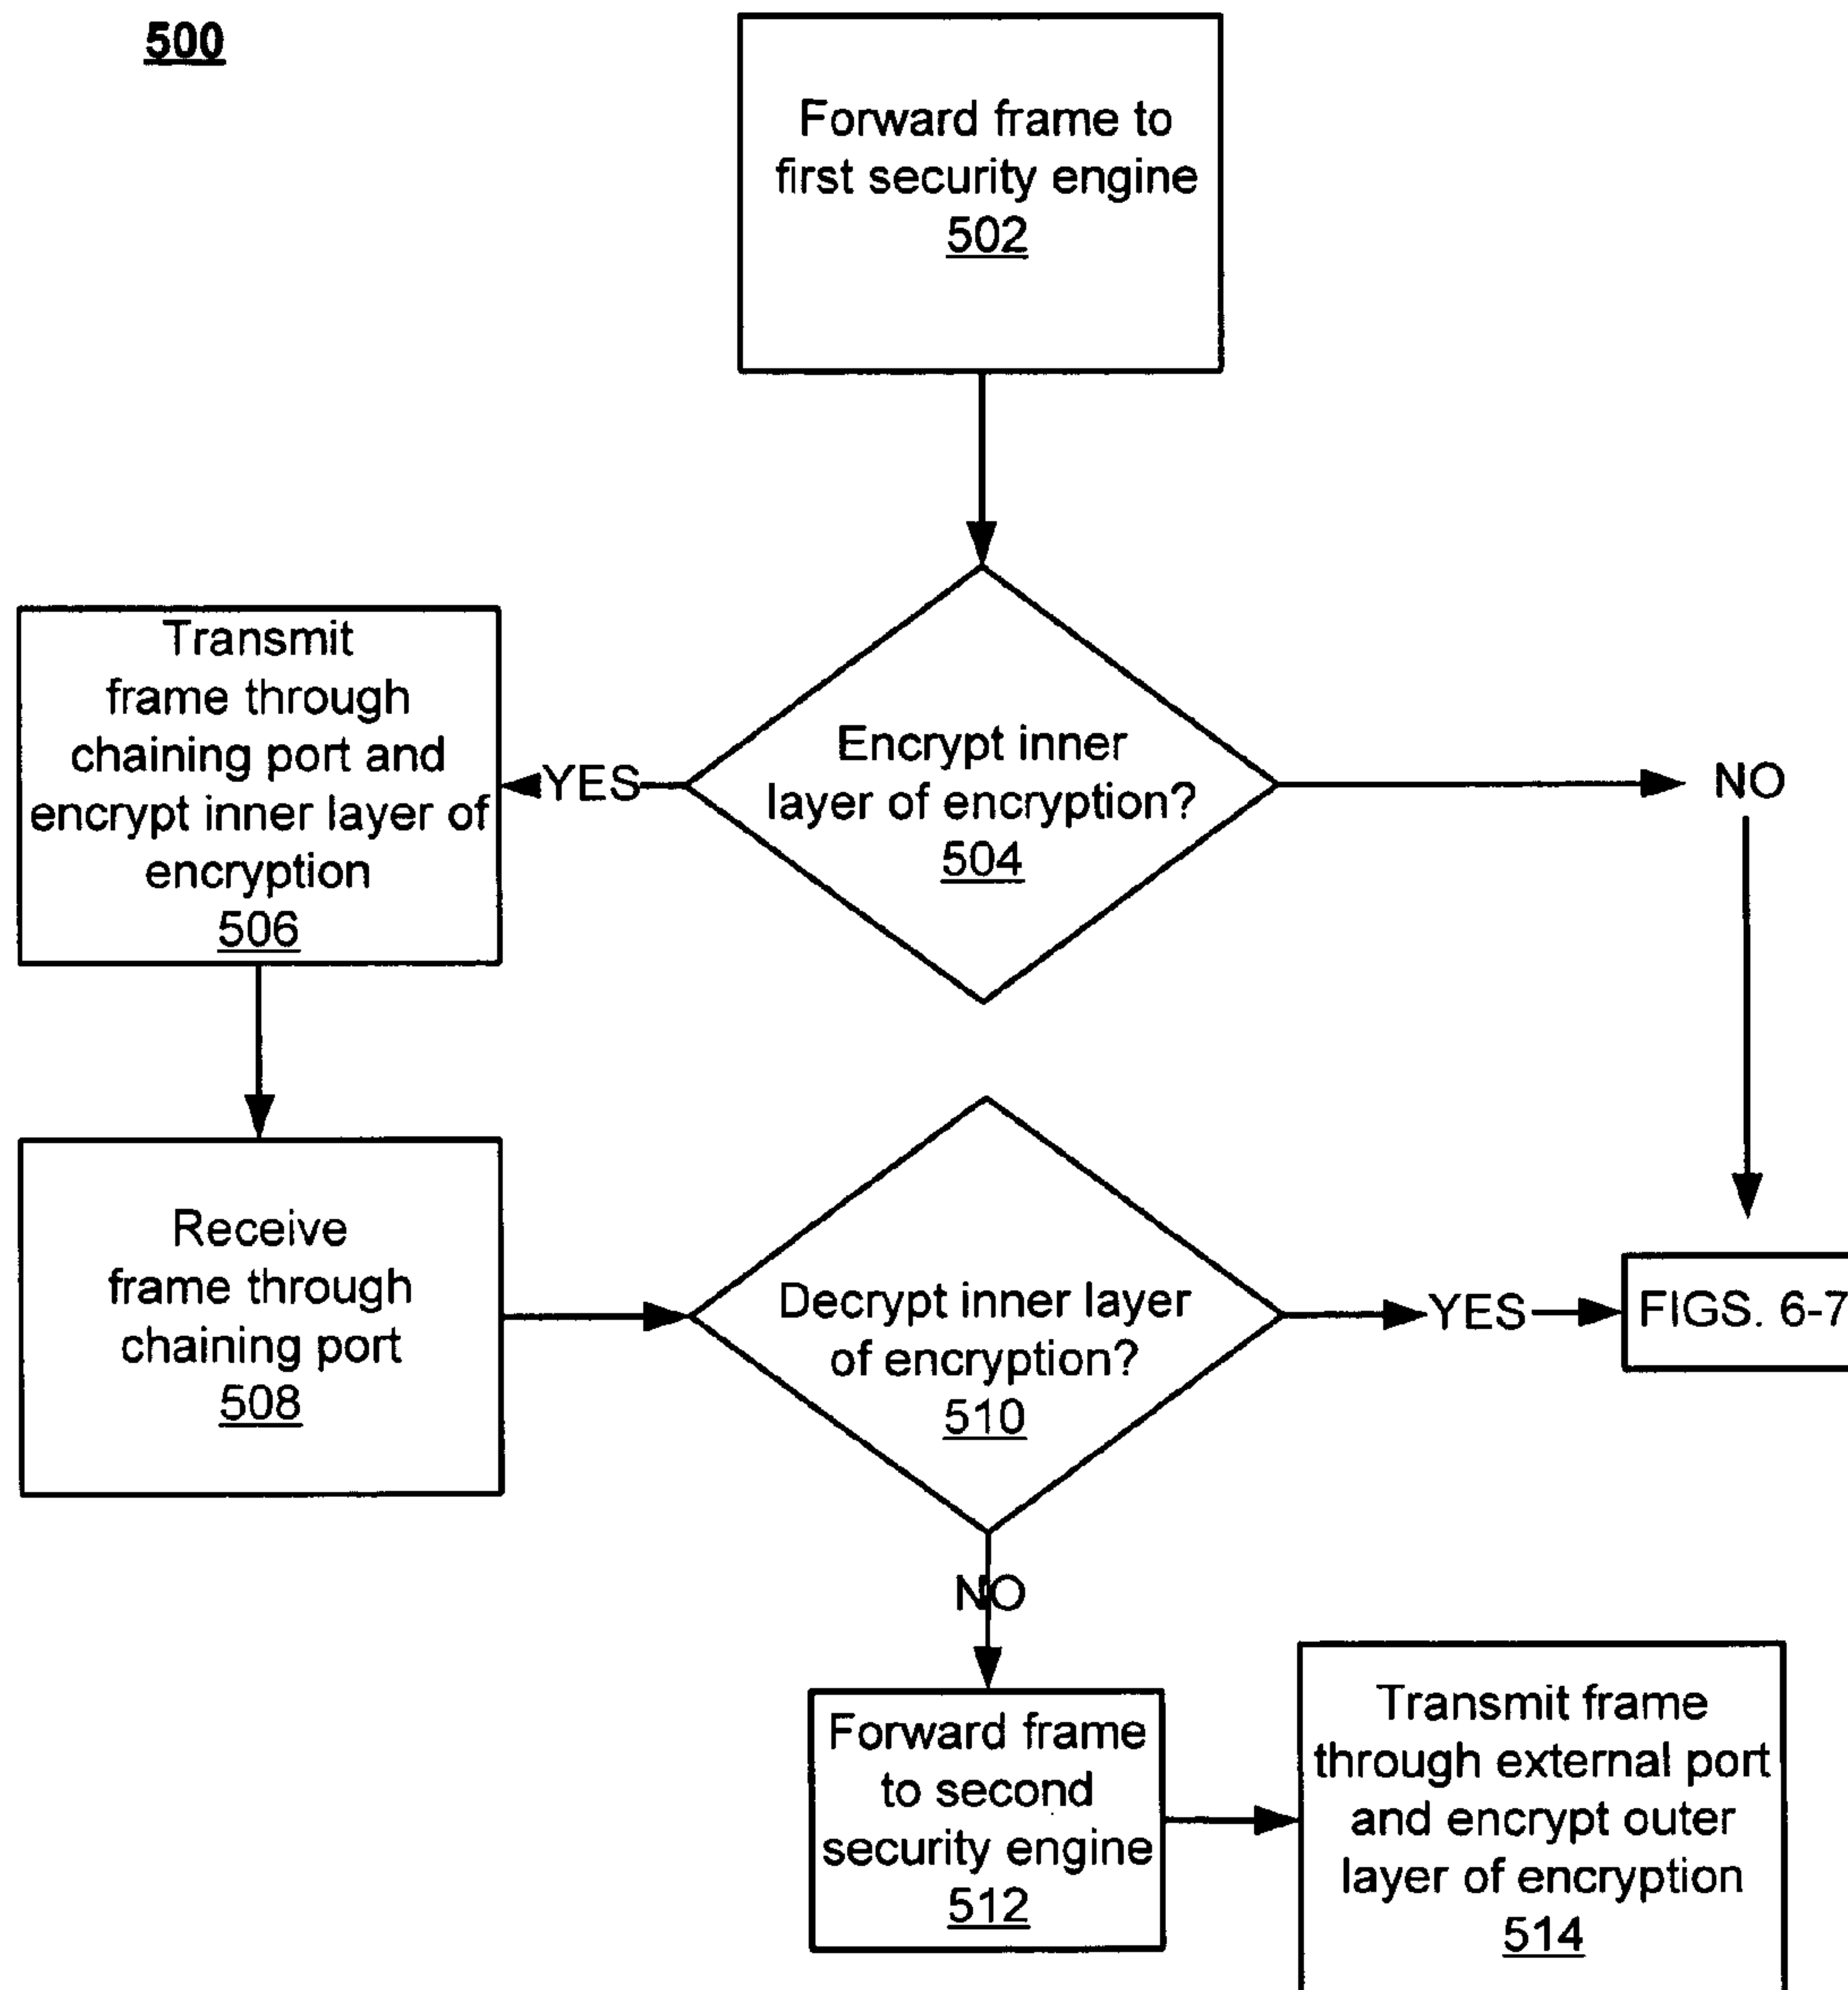 500
Forward frame to
first security engine
502
Encrypt inner
layer of encryption?
504
YES
NO
Transmit
frame through
chaining port and
encrypt inner layer of
encryption
506
Receive
frame through
chaining port
508
Decrypt inner layer
of encryption?
510
YES
FIGS. 6-7
NO
Forward frame
to second
security engine
512
Transmit frame
through external port
and encrypt outer
layer of encryption
514